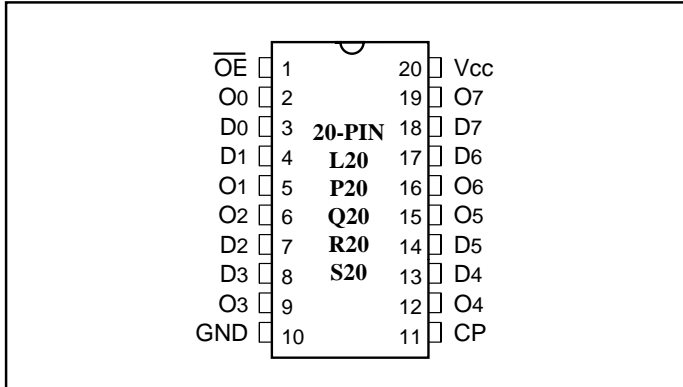 OE 1 20 Vcc
O0 2 19 O7
D0 3 20-PIN 18 D7
D1 4 L20 17 D6
O1 5 P20 16 O6
O2 6 Q20 15 O5
D2 7 R20 14 D5
D3 8 S20 13 D4
O3 9 12 O4
GND 10 11 CP